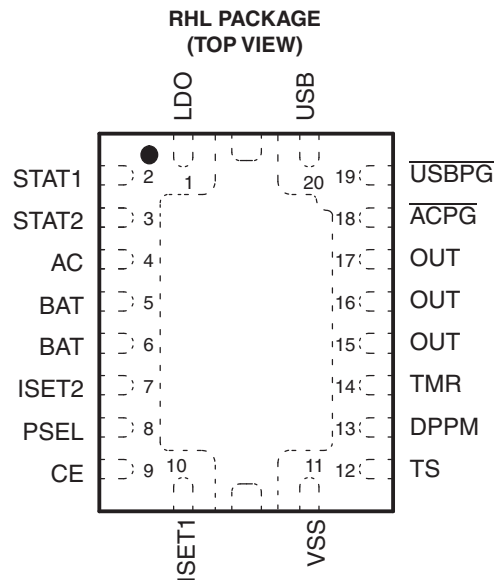 RHL PACKAGE
(TOP VIEW)
LDO
USB
1
20
STAT1 2
19 USBPG
STAT2 3
18 ACPG
AC 4
17 OUT
BAT 5
16 OUT
BAT 6
15 OUT
ISET2 7
14 TMR
PSEL 8
13 DPPM
CE 9
10
11
12 TS
ISET1
VSS